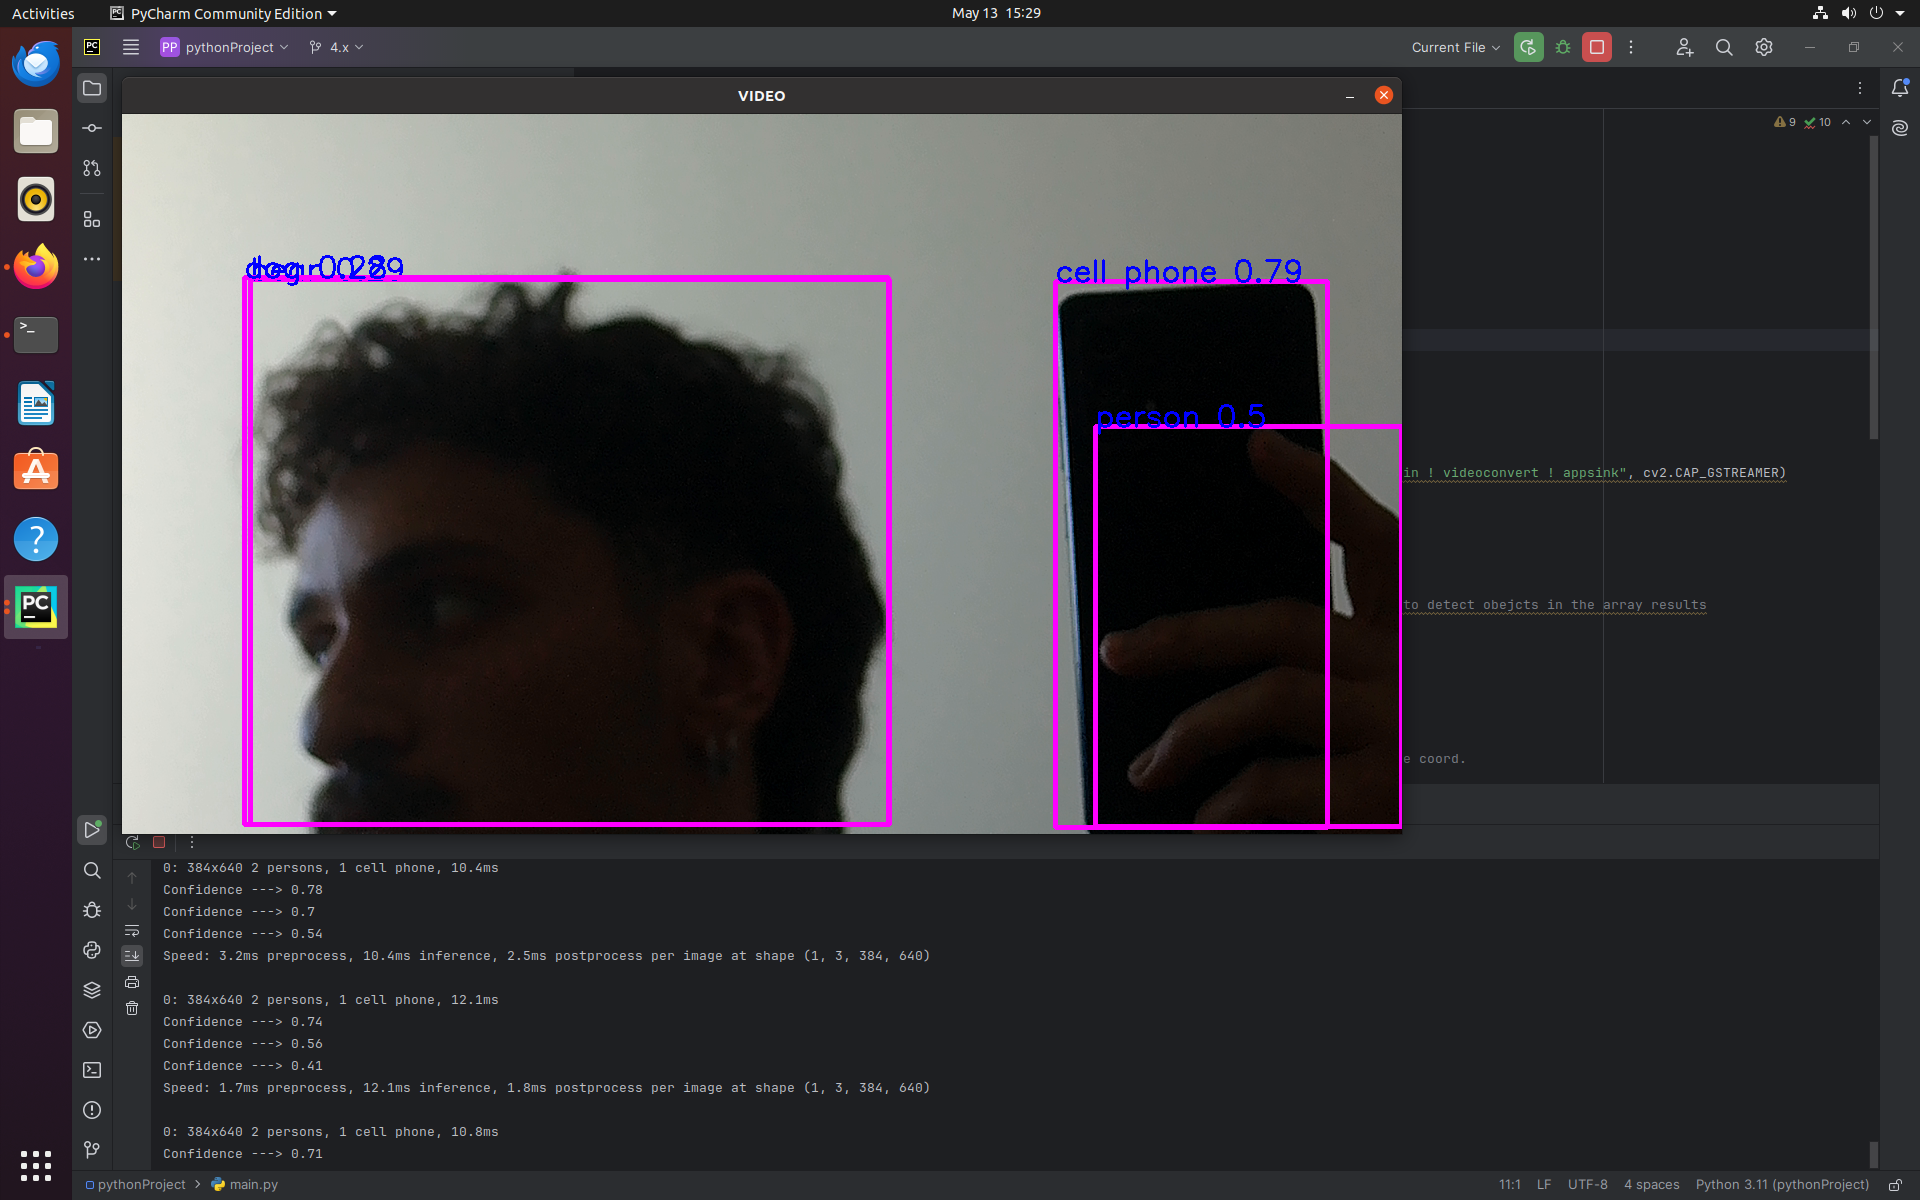 Activities PyCharm Community Edition May 13 15:29
PC PP pythonProject 4.x Current File
VIDEO
9 10
cell phone 0.79
person 0.5
in ! videoconvert ! appsink", cv2.CAP_GSTREAMER)
to detect obejcts in the array results
e coord.
0: 384x640 2 persons, 1 cell phone, 10.4ms
Confidence ---> 0.78
Confidence ---> 0.7
Confidence ---> 0.54
Speed: 3.2ms preprocess, 10.4ms inference, 2.5ms postprocess per image at shape (1, 3, 384, 640)
0: 384x640 2 persons, 1 cell phone, 12.1ms
Confidence ---> 0.74
Confidence ---> 0.56
Confidence ---> 0.41
Speed: 1.7ms preprocess, 12.1ms inference, 1.8ms postprocess per image at shape (1, 3, 384, 640)
0: 384x640 2 persons, 1 cell phone, 10.8ms
Confidence ---> 0.71
pythonProject > main.py 11:1 LF UTF-8 4 spaces Python 3.11 (pythonProject)